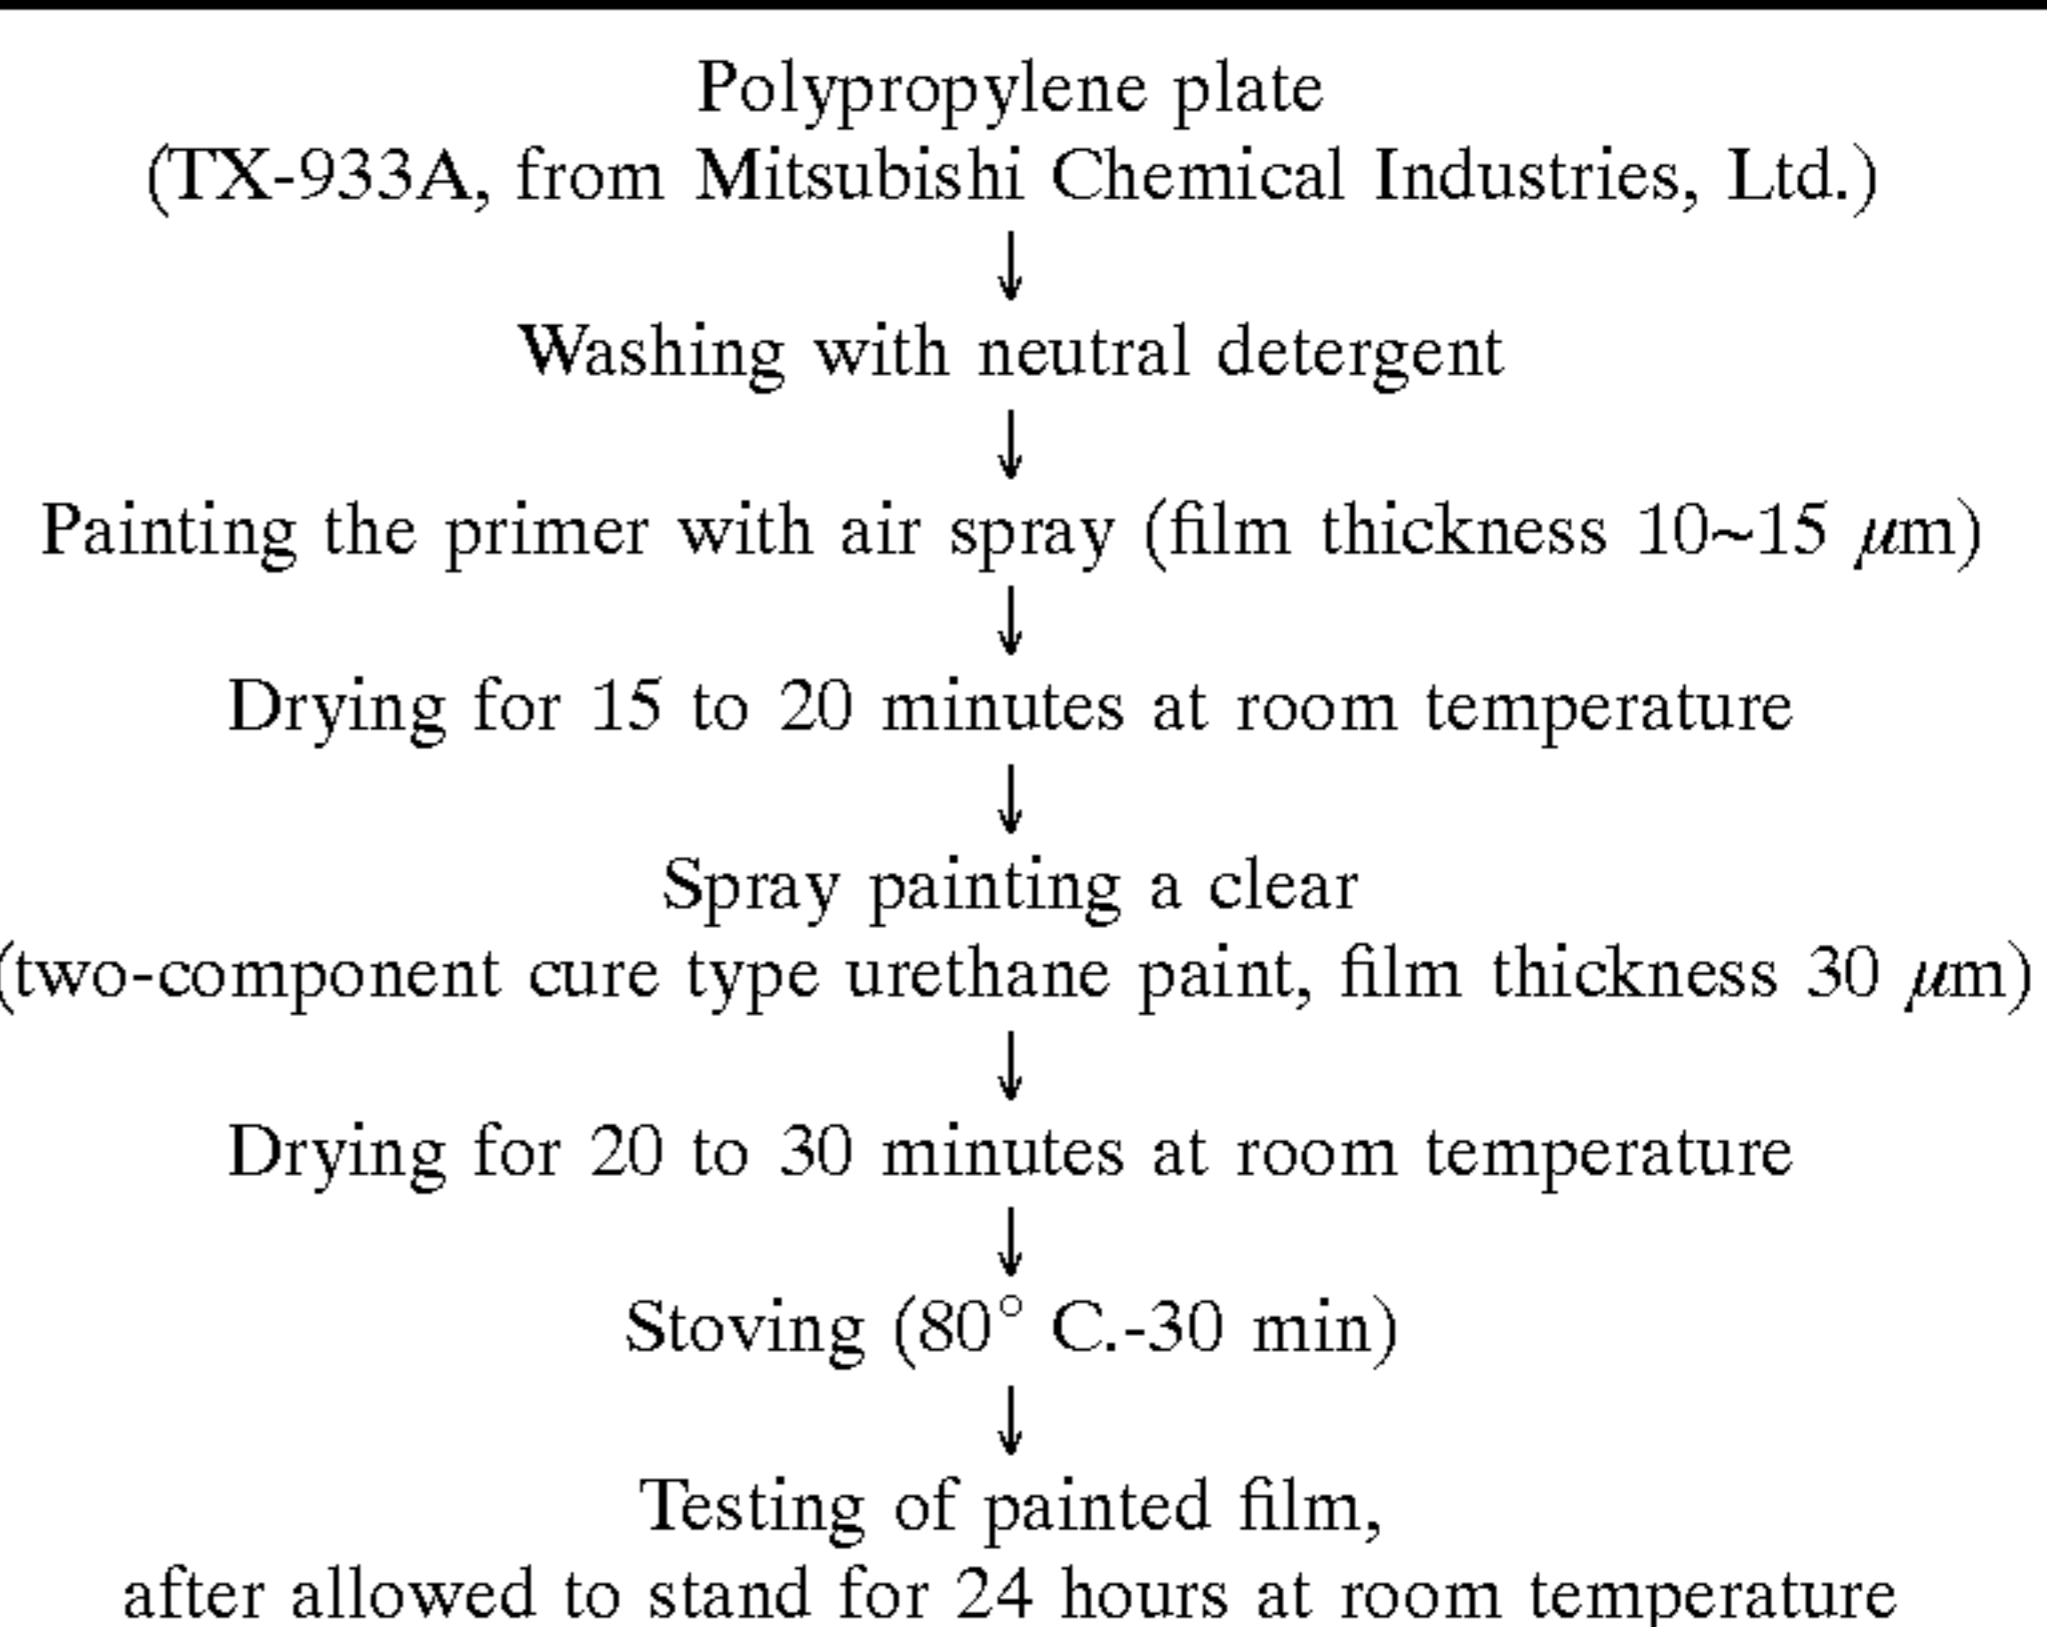 Polypropylene plate
(TX-933A, from Mitsubishi Chemical Industries, Ltd.)
↓
Washing with neutral detergent
↓
Painting the primer with air spray (film thickness 10~15 μm)
↓
Drying for 15 to 20 minutes at room temperature
↓
Spray painting a clear
(two-component cure type urethane paint, film thickness 30 μm)
↓
Drying for 20 to 30 minutes at room temperature
↓
Stoving (80° C.-30 min)
↓
Testing of painted film,
after allowed to stand for 24 hours at room temperature